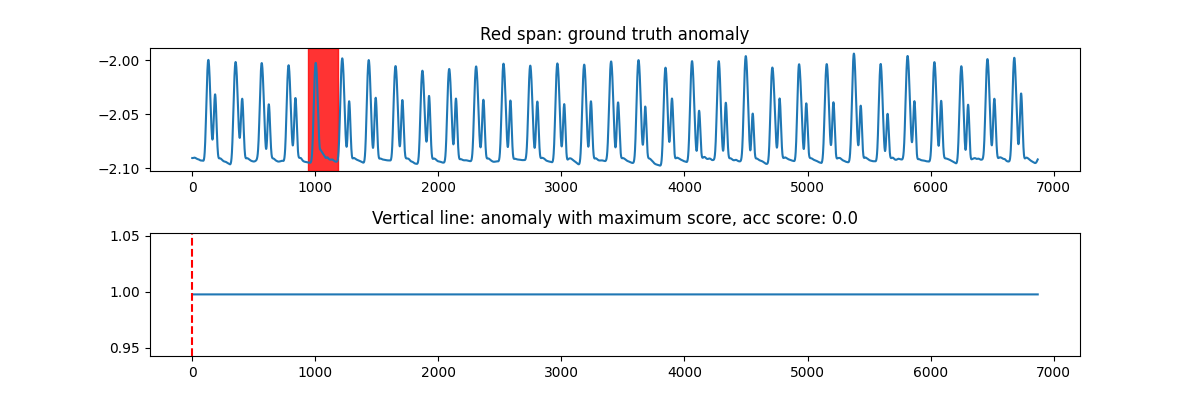 Red span: ground truth anomaly
−2.00
−2.05
−2.10
0 1000 2000 3000 4000 5000 6000 7000
Vertical line: anomaly with maximum score, acc score: 0.0
1.05
1.00
0.95
0 1000 2000 3000 4000 5000 6000 7000